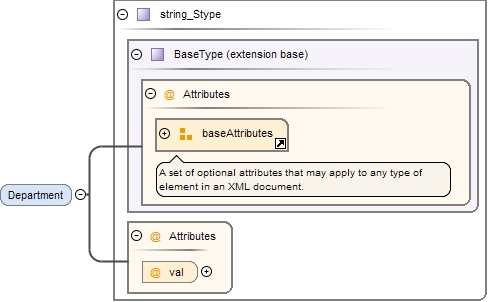 string_Stype
BaseType (extension base)
@ Attributes
baseAttributes
A set of optional attributes that may apply to any type of
element in an XML document.
Department
@ Attributes
@ val